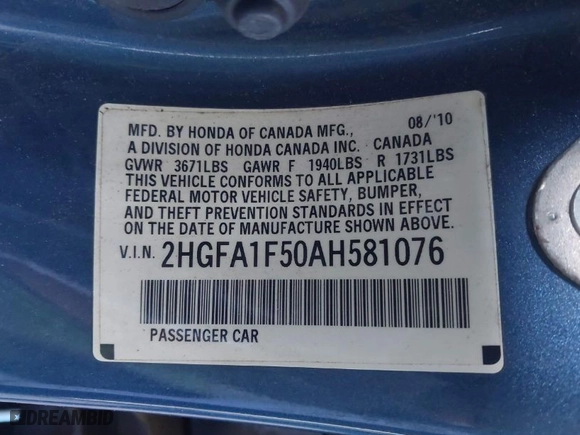 08/'10
MFD. BY HONDA OF CANADA MFG.,
A DIVISION OF HONDA CANADA INC. CANADA
GVWR 3671LBS GAWR F 1940LBS R 1731LBS
THIS VEHICLE CONFORMS TO ALL APPLICABLE
FEDERAL MOTOR VEHICLE SAFETY, BUMPER,
AND THEFT PREVENTION STANDARDS IN EFFECT
ON THE DATE OF MANUFACTURE SHOWN ABOVE.
V.I.N. 2HGFA1F50AH581076
PASSENGER CAR
DREAMBID